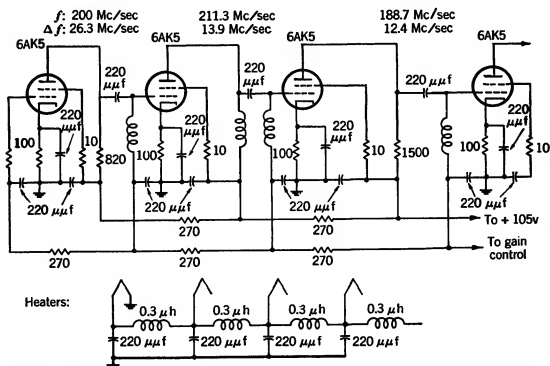 f: 200 Mc/sec 211.3 Mc/sec 188.7 Mc/sec
Δf: 26.3 Mc/sec 13.9 Mc/sec 12.4 Mc/sec
6AK5 6AK5 6AK5 6AK5
220 μμf
220 μμf
220 μμf
220 μμf
220 μμf
220 μμf
220 μμf
100 10 820 100 10 100 10 1500 100 10
220 μμf 220 μμf 220 μμf 220 μμf
270 270
To + 105v
270 270 270
To gain control
Heaters:
0.3 μh 0.3 μh 0.3 μh 0.3 μh
220 μμf 220 μμf 220 μμf 220 μμf